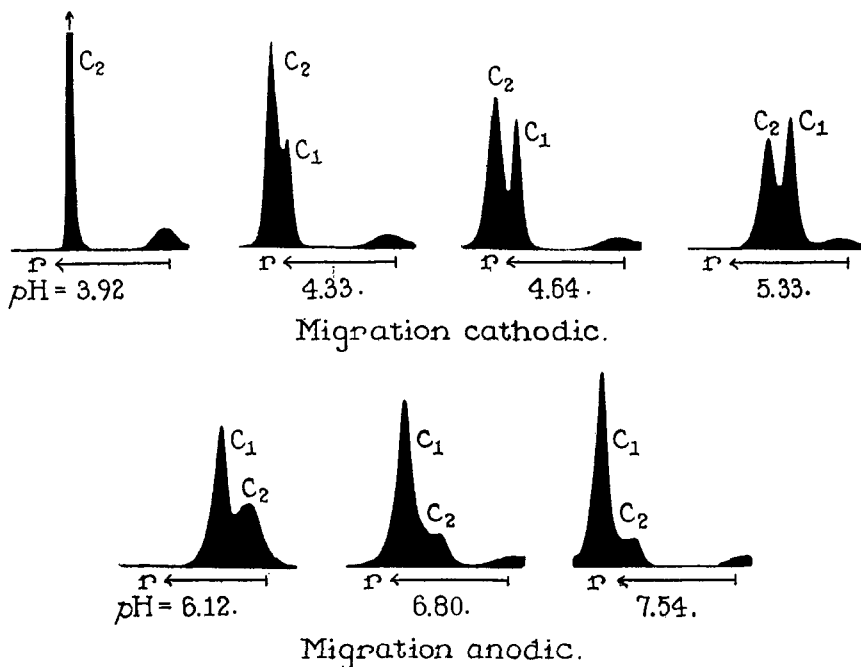 C₂
C₂
C₁
C₂
C₁
C₂
C₁
r r r r
pH = 3.92 4.33. 4.64. 5.33.
Migration cathodic.
C₁
C₂
C₁
C₂
C₁
C₂
r r r
pH = 6.12. 6.80. 7.54.
Migration anodic.